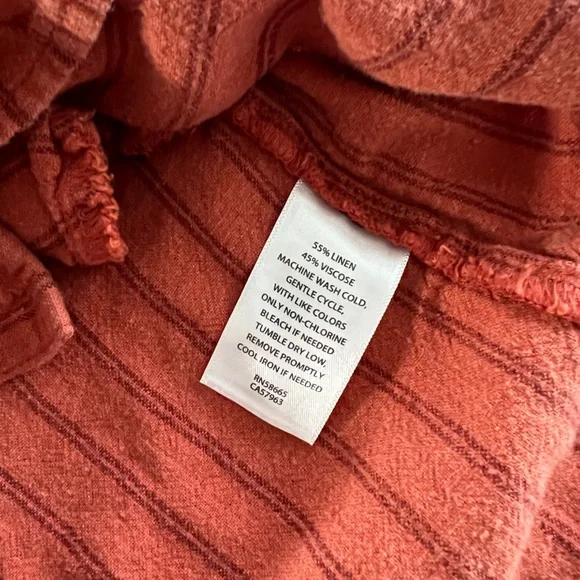 55% LINEN
45% VISCOSE
MACHINE WASH COLD,
GENTLE CYCLE,
WITH LIKE COLORS
ONLY NON-CHLORINE
BLEACH IF NEEDED
TUMBLE DRY LOW,
REMOVE PROMPTLY
COOL IRON IF NEEDED
RN58665
CA57963